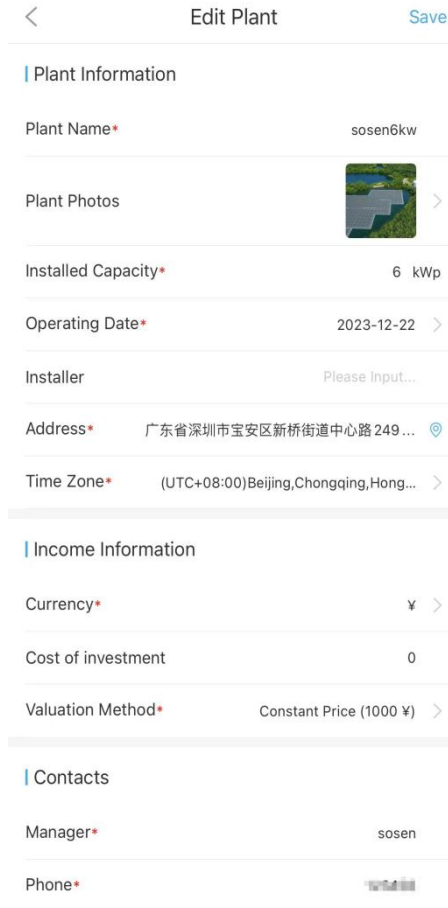 Edit Plant Save
Plant Information
Plant Name* sosen6kw
Plant Photos
Installed Capacity* 6 kWp
Operating Date* 2023-12-22
Installer Please Input...
Address* 广东省深圳市宝安区新桥街道中心路249...
Time Zone* (UTC+08:00)Beijing,Chongqing,Hong...
Income Information
Currency* ¥
Cost of investment 0
Valuation Method* Constant Price (1000 ¥)
Contacts
Manager* sosen
Phone*